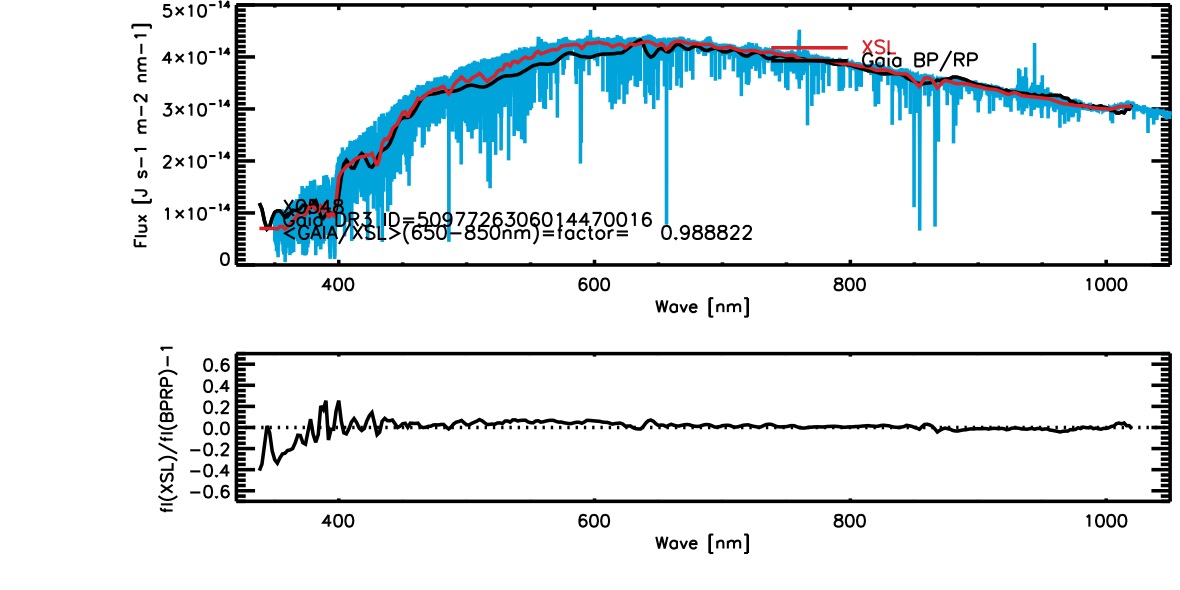 5×10−14
4×10−14
3×10−14
2×10−14
1×10−14
0
Flux [J s−1 m−2 nm−1]
XSL
Gaia BP/RP
X0548
Gaia DR3 ID=5097726306014470016
<GAIA/XSL>(650−850nm)=factor= 0.988822
400 600 800 1000
Wave [nm]
0.6
0.4
0.2
0.0
−0.2
−0.4
−0.6
fl(XSL)/fl(BPRP)−1
400 600 800 1000
Wave [nm]